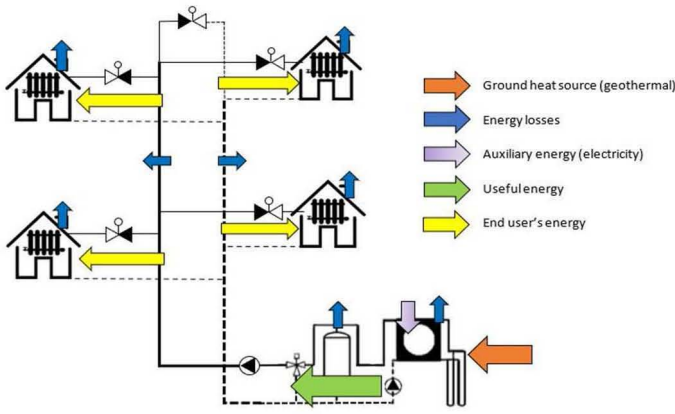 Ground heat source (geothermal)
Energy losses
Auxiliary energy (electricity)
Useful energy
End user's energy